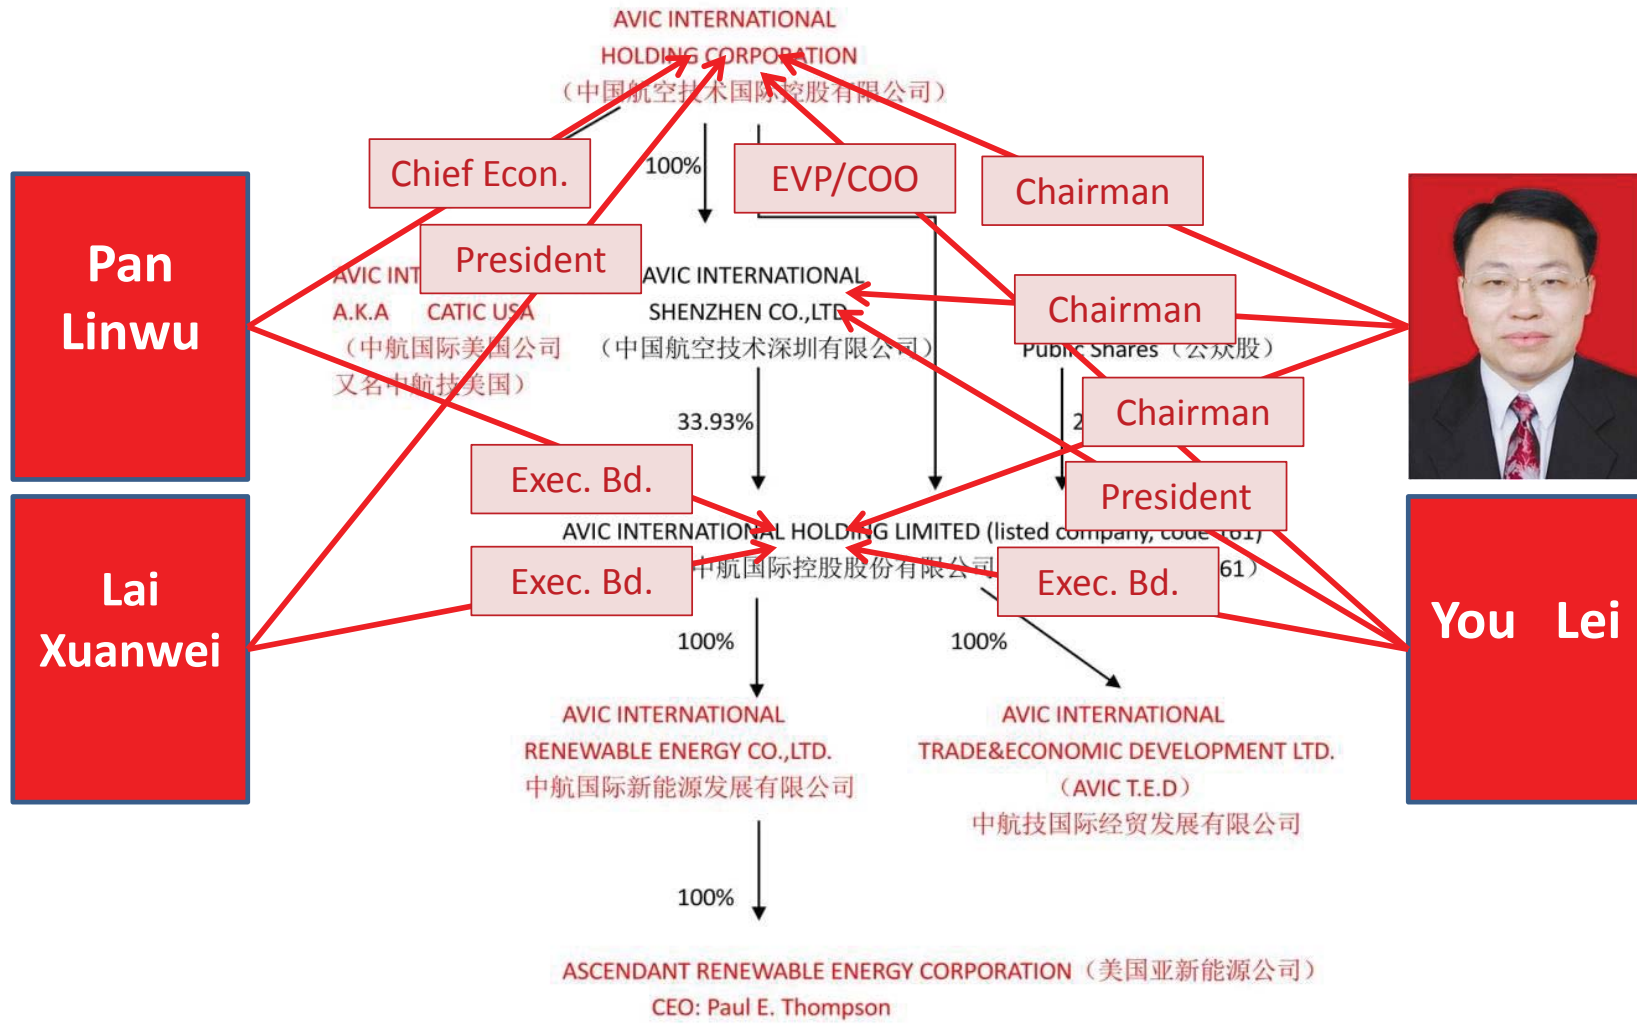 AVIC INTERNATIONAL
HOLDING CORPORATION
（中国航空技术国际控股有限公司）
Chief Econ.
100%
EVP/COO
Chairman
Pan
Linwu
President
AVIC INT
A.K.A CATIC USA
（中航国际美国公司
又名中航技美国）
AVIC INTERNATIONAL
SHENZHEN CO.,LTD
（中国航空技术深圳有限公司）
Chairman
Public Shares（公众股）
33.93%
2
Chairman
Exec. Bd.
President
AVIC INTERNATIONAL HOLDING LIMITED (listed company, code 161)
中航国际控股股份有限公司
61）
Exec. Bd.
Exec. Bd.
Lai
Xuanwei
You Lei
100%
100%
AVIC INTERNATIONAL
RENEWABLE ENERGY CO.,LTD.
中航国际新能源发展有限公司
AVIC INTERNATIONAL
TRADE&ECONOMIC DEVELOPMENT LTD.
（AVIC T.E.D）
中航技国际经贸发展有限公司
100%
ASCENDANT RENEWABLE ENERGY CORPORATION（美国亚新能源公司）
CEO: Paul E. Thompson